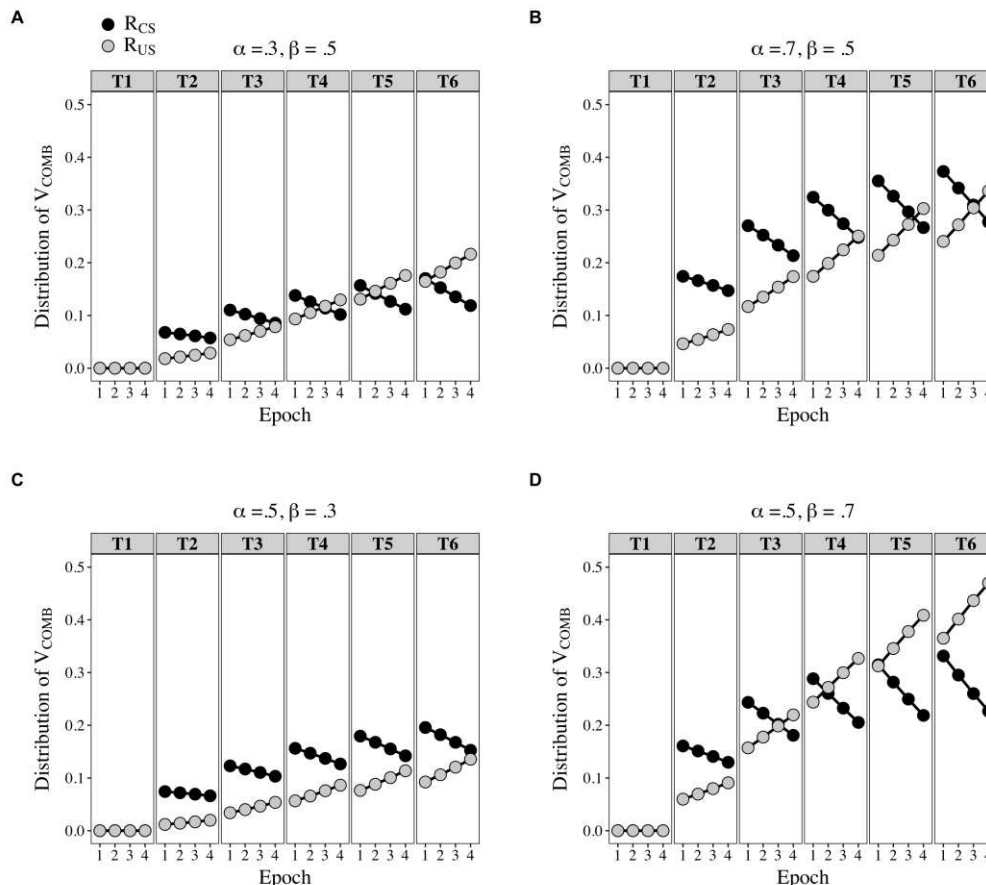 A
B
R_CS
R_US
α =.3, β = .5
α =.7, β = .5
T1 T2 T3 T4 T5 T6
T1 T2 T3 T4 T5 T6
Distribution of V_COMB
0.5
0.4
0.3
0.2
0.1
0.0
1 2 3 4 1 2 3 4 1 2 3 4 1 2 3 4 1 2 3 4 1 2 3 4
Epoch
Distribution of V_COMB
0.5
0.4
0.3
0.2
0.1
0.0
1 2 3 4 1 2 3 4 1 2 3 4 1 2 3 4 1 2 3 4 1 2 3 4
Epoch
C
D
α =.5, β = .3
α =.5, β = .7
T1 T2 T3 T4 T5 T6
T1 T2 T3 T4 T5 T6
Distribution of V_COMB
0.5
0.4
0.3
0.2
0.1
0.0
1 2 3 4 1 2 3 4 1 2 3 4 1 2 3 4 1 2 3 4 1 2 3 4
Epoch
Distribution of V_COMB
0.5
0.4
0.3
0.2
0.1
0.0
1 2 3 4 1 2 3 4 1 2 3 4 1 2 3 4 1 2 3 4 1 2 3 4
Epoch